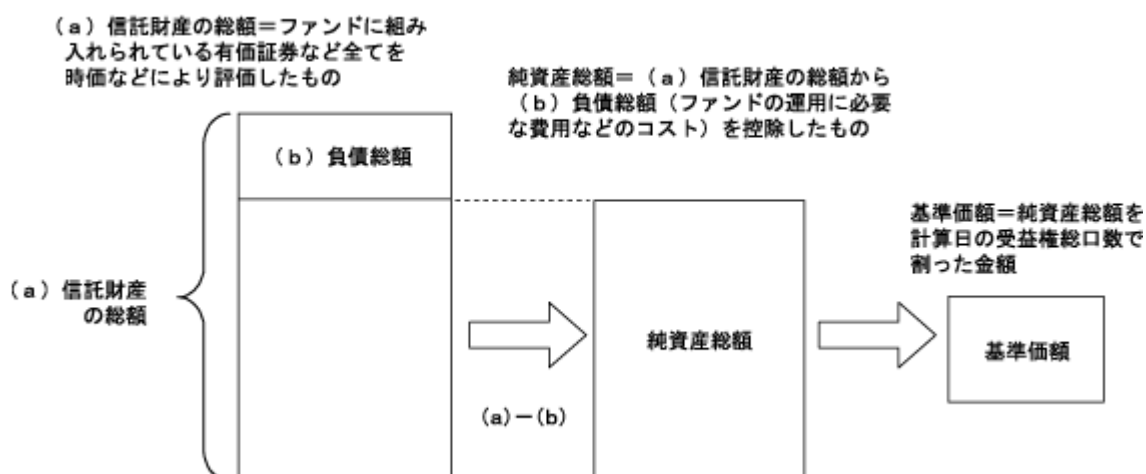 (a)信託財産の総額＝ファンドに組み
入れられている有価証券など全てを
時価などにより評価したもの
純資産総額＝(a)信託財産の総額から
(b)負債総額(ファンドの運用に必要
な費用などのコスト)を控除したもの
(b)負債総額
基準価額＝純資産総額を
計算日の受益権総口数で
割った金額
(a)信託財産
の総額
純資産総額
基準価額
(a)－(b)